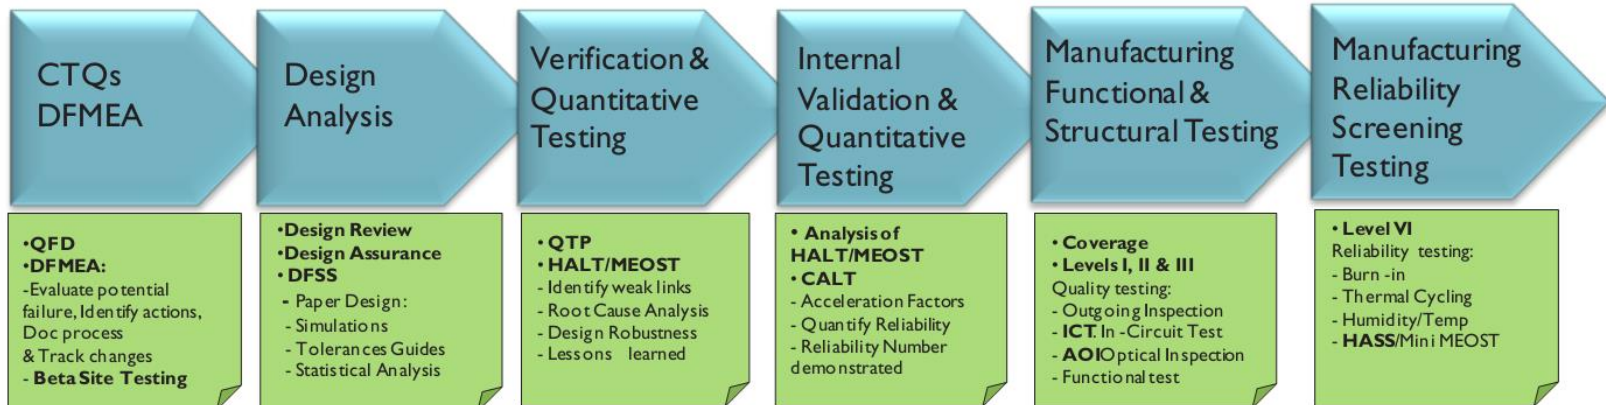 CTQs
DFMEA
Design
Analysis
Verification &
Quantitative
Testing
Internal
Validation &
Quantitative
Testing
Manufacturing
Functional &
Structural Testing
Manufacturing
Reliability
Screening
Testing
•QFD
•DFMEA:
-Evaluate potential
failure, Identify actions,
Doc process
& Track changes
- Beta Site Testing
•Design Review
•Design Assurance
• DFSS
- Paper Design:
- Simulations
- Tolerances Guides
- Statistical Analysis
• QTP
• HALT/MEOST
- Identify weak links
- Root Cause Analysis
- Design Robustness
- Lessons learned
• Analysis of
HALT/MEOST
• CALT
- Acceleration Factors
- Quantify Reliability
- Reliability Number
demonstrated
• Coverage
• Levels I, II & III
Quality testing:
- Outgoing Inspection
- ICT. In -Circuit Test
- AOIOptical Inspection
- Functional test
• Level VI
Reliability testing:
- Burn -in
- Thermal Cycling
- Humidity/Temp
- HASS/Mini MEOST